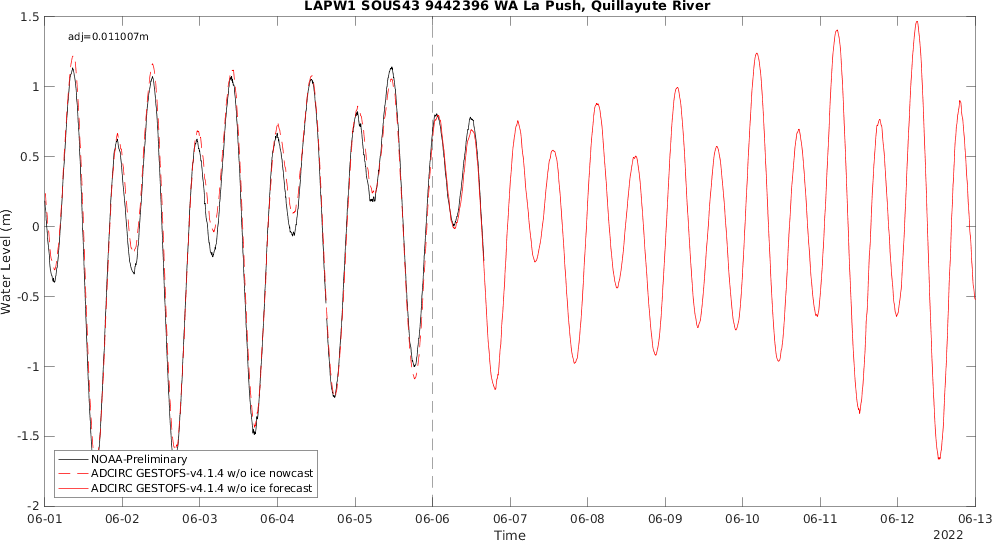 LAPW1 SOUS43 9442396 WA La Push, Quillayute River
adj=0.011007m
Water Level (m)
1.5
1
0.5
0
-0.5
-1
-1.5
-2
NOAA-Preliminary
ADCIRC GESTOFS-v4.1.4 w/o ice nowcast
ADCIRC GESTOFS-v4.1.4 w/o ice forecast
06-01 06-02 06-03 06-04 06-05 06-06 06-07 06-08 06-09 06-10 06-11 06-12 06-13
Time
2022